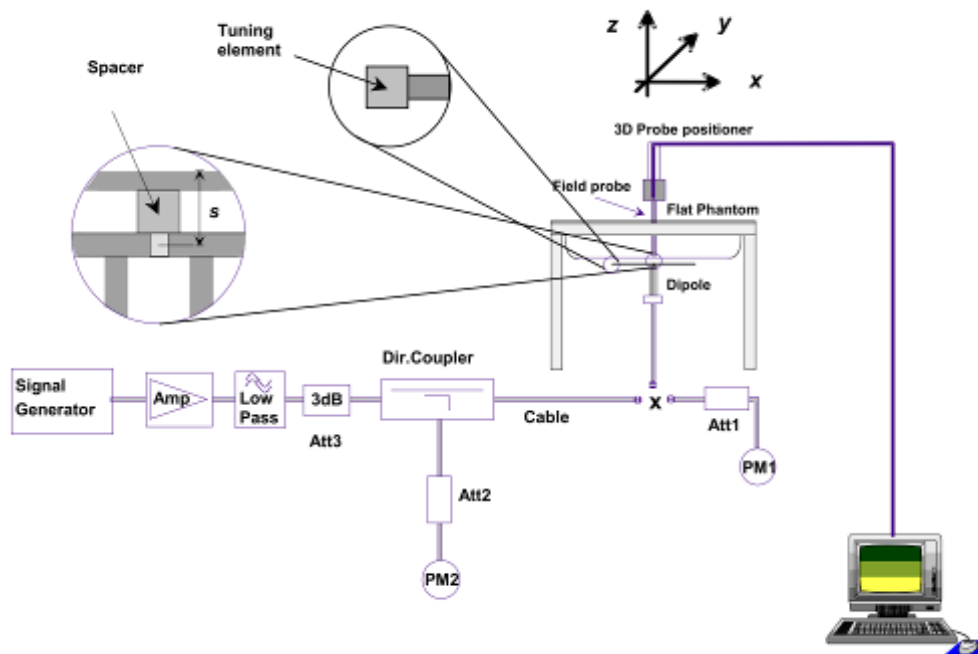 Tuning
element
z
y
x
Spacer
3D Probe positioner
s
Field probe
Flat Phantom
Dipole
Dir.Coupler
Signal
Generator
Amp
Low
Pass
3dB
Att3
Cable
X
Att1
PM1
Att2
PM2